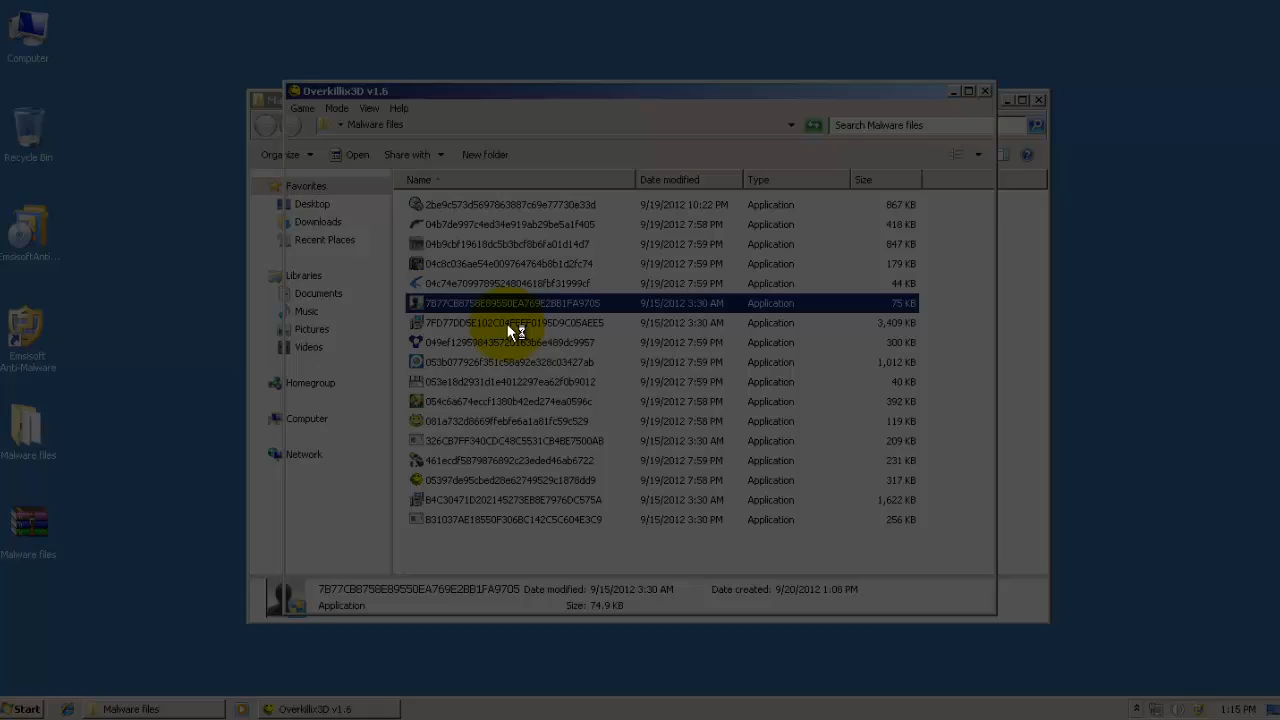 Computer
Recycle Bin
EmsisoftAnti-...
Emsisoft
Anti-Malware
Malware files
Malware files
Overkillix3D v1.6
Game Mode View Help
Malware files
Search Malware files
Organize Open Share with New folder
Favorites
Desktop
Downloads
Recent Places
Libraries
Documents
Music
Pictures
Videos
Homegroup
Computer
Network
Name Date modified Type Size
2be9c573d5697863887c69e77730e33d 9/19/2012 10:22 PM Application 867 KB
04b7de997c4ed34e919ab29be5a1f405 9/19/2012 7:58 PM Application 418 KB
04b9cbf19618dc5b3bcf8b6fa01d14d7 9/19/2012 7:59 PM Application 847 KB
04c8c036ae54e009764764b8b1d2fc74 9/19/2012 7:59 PM Application 179 KB
04c74e7099789524804618fbf31999cf 9/19/2012 7:59 PM Application 44 KB
7B77CB8758E89550EA769E2BB1FA9705 9/15/2012 3:30 AM Application 75 KB
9/15/2012 3:30 AM Application 3,409 KB
9/19/2012 7:58 PM Application 300 KB
053b077926f351c58a92e328c03427ab 9/19/2012 7:58 PM Application 1,012 KB
053e18d2931d1e4012297ea62f0b9012 9/19/2012 7:58 PM Application 40 KB
054c6a674eccf1380b42ed274ea0596c 9/19/2012 7:58 PM Application 392 KB
081a732d8669ffebfe6a1a81fc59c529 9/19/2012 7:58 PM Application 119 KB
326CB7FF340CDC48C5531CB4BE7500AB 9/15/2012 3:30 AM Application 209 KB
461ecdf5879876892c23eded46ab6722 9/19/2012 7:59 PM Application 231 KB
05397de95cbed28e62749529c1878dd9 9/19/2012 7:58 PM Application 317 KB
B4C30471D202145273EB8E7976DC575A 9/15/2012 3:30 AM Application 1,622 KB
B31037AE18550F306BC142C5C604E3C9 9/15/2012 3:30 PM Application 256 KB
7B77CB8758E89550EA769E2BB1FA9705 Date modified: 9/15/2012 3:30 AM Date created: 9/20/2012 1:08 PM
Application Size: 74.9 KB
Start Malware files Overkillix3D v1.6 1:15 PM